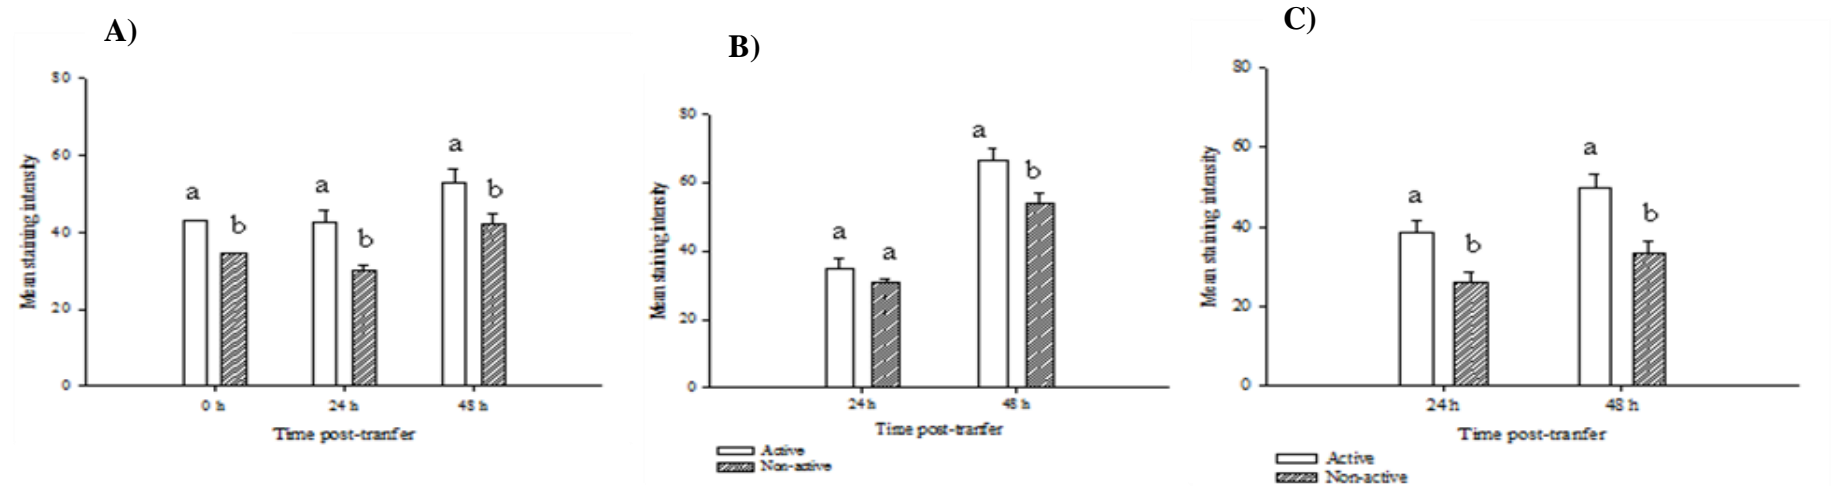 A)
80
60
40
20
0
Mean staining intensity
a
b
a
b
a
b
0 h
24 h
48 h
Time post-tranfer
B)
80
60
40
20
0
Mean staining intensity
a
a
a
b
24 h
48 h
Time post-tranfer
Active
Non-active
C)
80
60
40
20
0
Mean staining intensity
a
b
a
b
24 h
48 h
Time post-tranfer
Active
Non-active